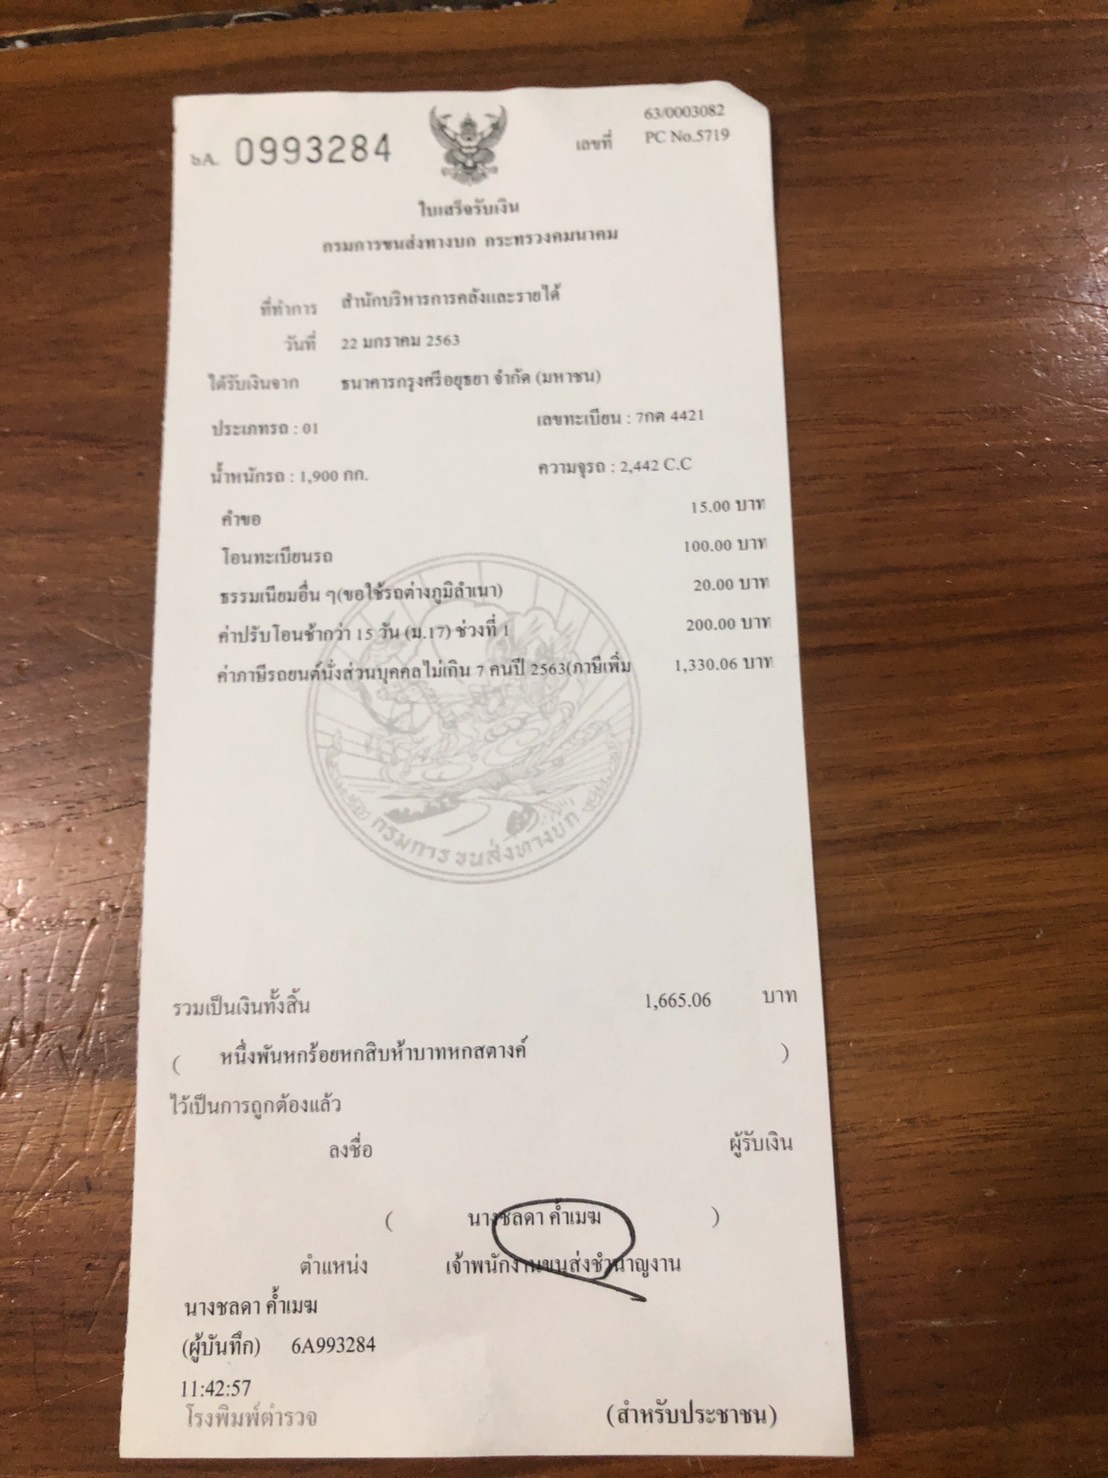 ๖A. 0993284
เลขที่ 63/0003082
PC No.5719
ใบเสร็จรับเงิน
กรมการขนส่งทางบก กระทรวงคมนาคม
ที่ทำการ สำนักบริหารการคลังและรายได้
วันที่ 22 มกราคม 2563
ได้รับเงินจาก ธนาคารกรุงศรีอยุธยา จำกัด (มหาชน)
ประเภทรถ : 01 เลขทะเบียน : 7กต 4421
น้ำหนักรถ : 1,900 กก. ความจุรถ : 2,442 C.C
คำขอ 15.00 บาท
โอนทะเบียนรถ 100.00 บาท
ธรรมเนียมอื่น ๆ(ขอใช้รถต่างภูมิลำเนา) 20.00 บาท
ค่าปรับโอนช้ากว่า 15 วัน (ม.17) ช่วงที่ 1 200.00 บาท
ค่าภาษีรถยนต์นั่งส่วนบุคคลไม่เกิน 7 คนปี 2563(ภาษีเพิ่ม 1,330.06 บาท
กรมการขนส่งทางบก
รวมเป็นเงินทั้งสิ้น 1,665.06 บาท
( หนึ่งพันหกร้อยหกสิบห้าบาทหกสตางค์ )
ไว้เป็นการถูกต้องแล้ว
ลงชื่อ ผู้รับเงิน
( นางชลดา ค้ำเมฆ )
ตำแหน่ง เจ้าพนักงานขนส่งชำนาญงาน
นางชลดา ค้ำเมฆ
(ผู้บันทึก) 6A993284
11:42:57
โรงพิมพ์ตำรวจ (สำหรับประชาชน)